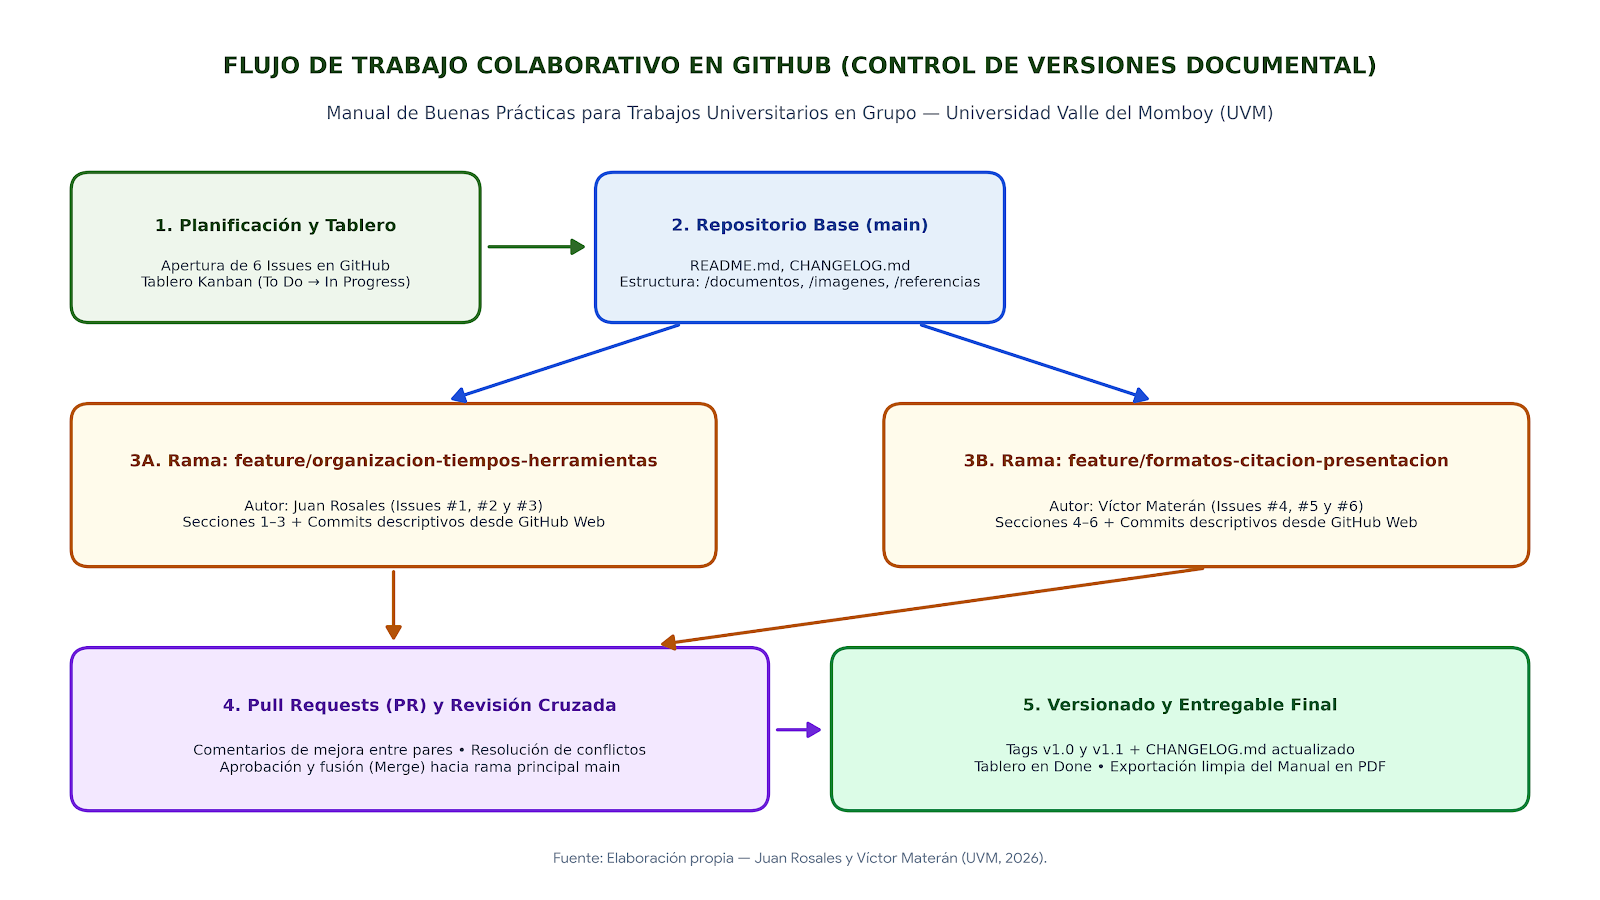 FLUJO DE TRABAJO COLABORATIVO EN GITHUB (CONTROL DE VERSIONES DOCUMENTAL)
Manual de Buenas Prácticas para Trabajos Universitarios en Grupo — Universidad Valle del Momboy (UVM)
1. Planificación y Tablero
Apertura de 6 Issues en GitHub
Tablero Kanban (To Do → In Progress)
2. Repositorio Base (main)
README.md, CHANGELOG.md
Estructura: /documentos, /imagenes, /referencias
3A. Rama: feature/organizacion-tiempos-herramientas
Autor: Juan Rosales (Issues #1, #2 y #3)
Secciones 1–3 + Commits descriptivos desde GitHub Web
3B. Rama: feature/formatos-citacion-presentacion
Autor: Víctor Materán (Issues #4, #5 y #6)
Secciones 4–6 + Commits descriptivos desde GitHub Web
4. Pull Requests (PR) y Revisión Cruzada
Comentarios de mejora entre pares • Resolución de conflictos
Aprobación y fusión (Merge) hacia rama principal main
5. Versionado y Entregable Final
Tags v1.0 y v1.1 + CHANGELOG.md actualizado
Tablero en Done • Exportación limpia del Manual en PDF
Fuente: Elaboración propia — Juan Rosales y Víctor Materán (UVM, 2026).